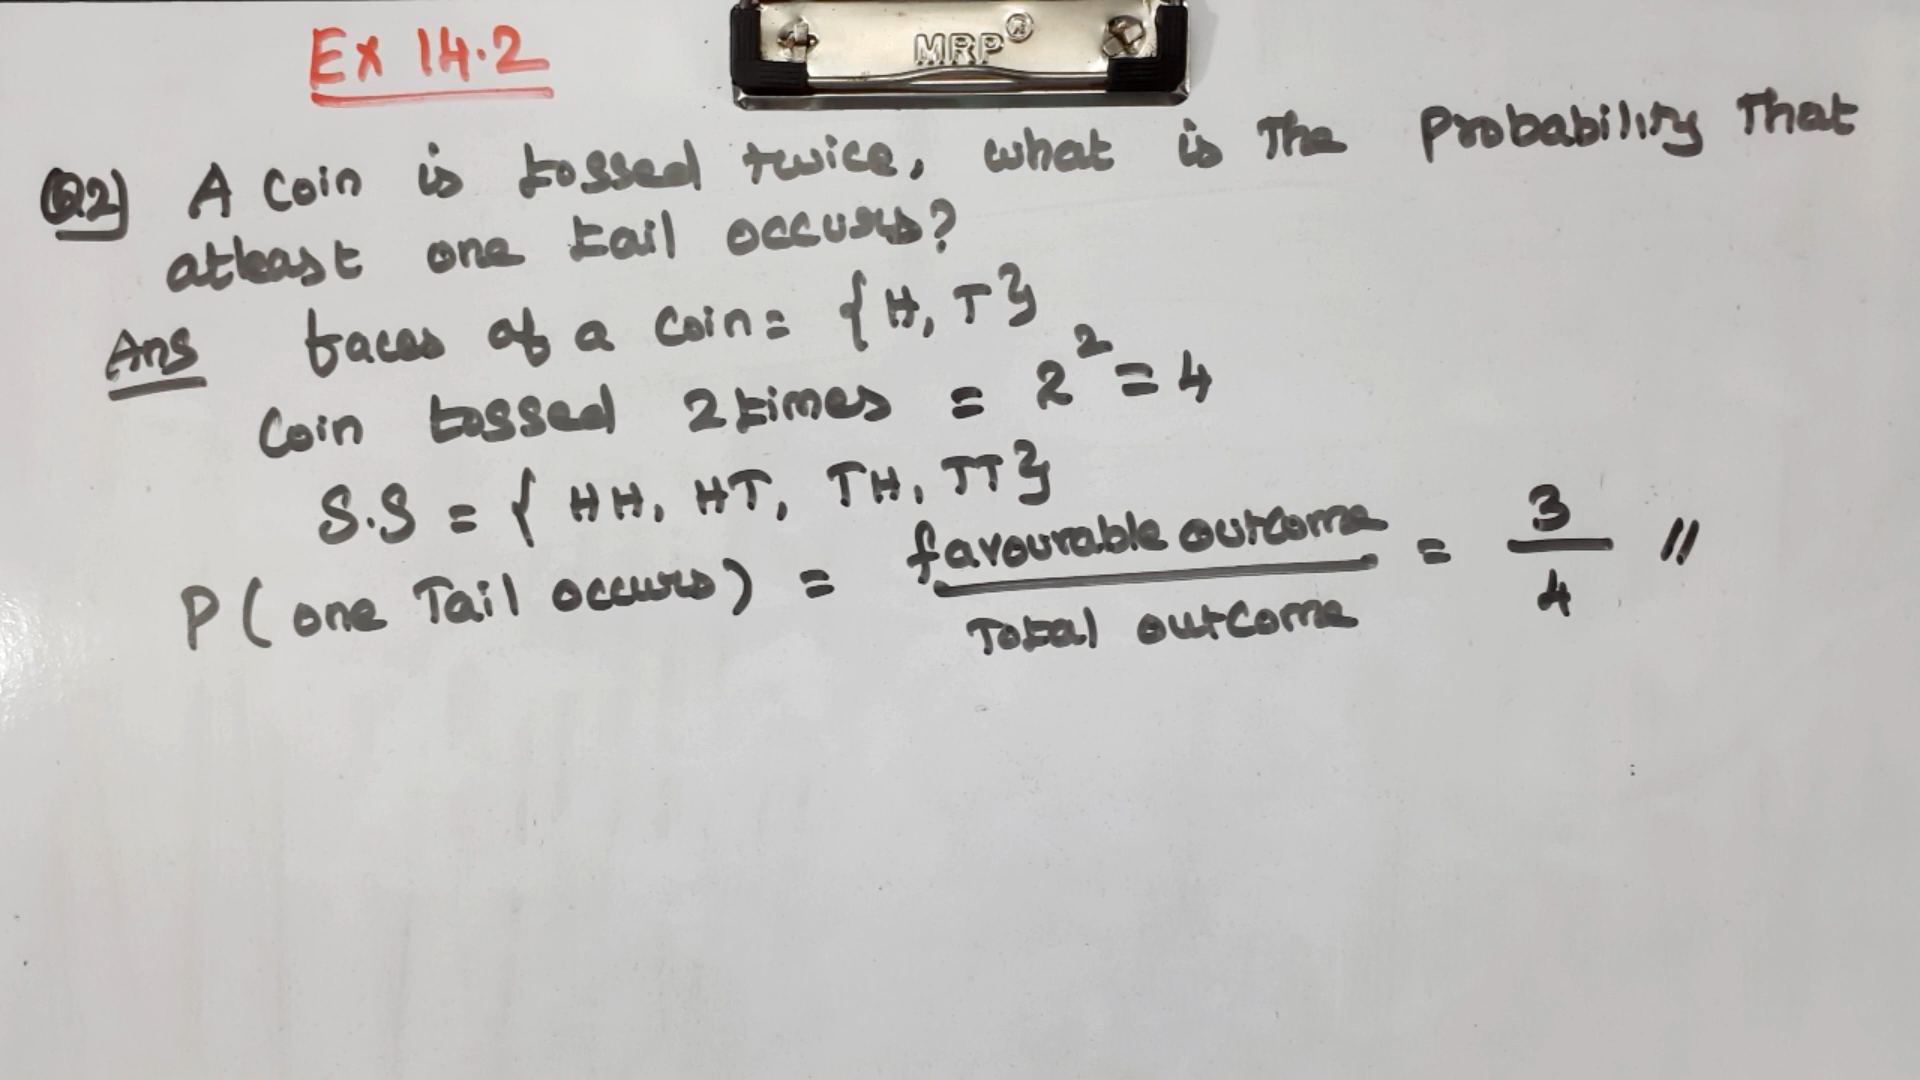 Ex 14.2
MRP®
Q2) A coin is tossed twice, what is The Probability That
atleast one tail occurs?
Ans faces of a coin = {H, T}
Coin tossed 2 times = 2² = 4
S.S = { HH, HT, TH, TT}
P( one Tail occurs) = favourable outcome / Total outcome = 3/4 //